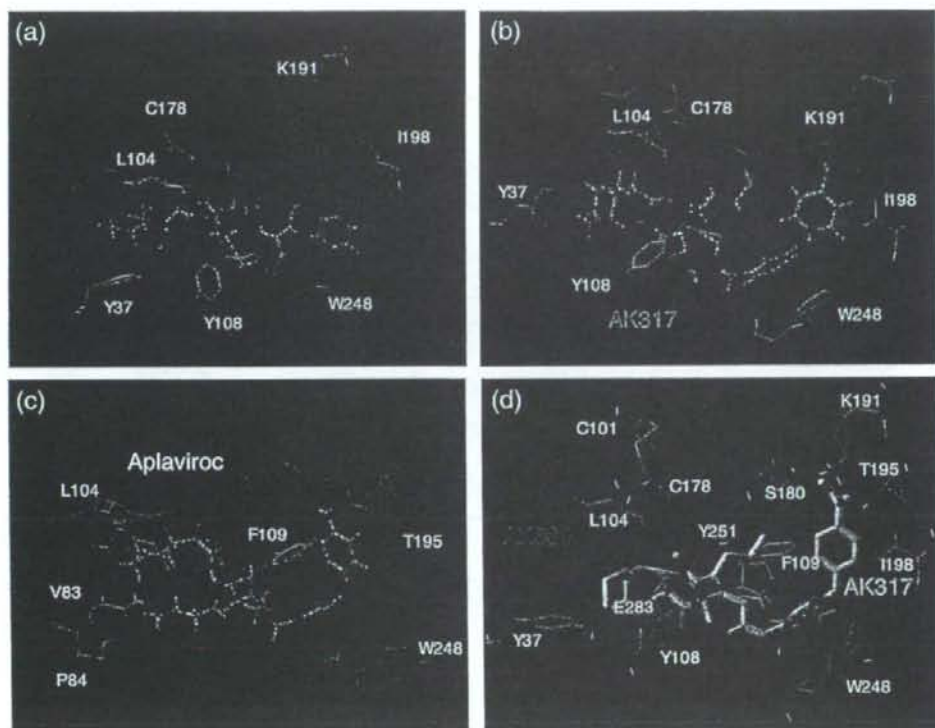 (a)
K191
C178
I198
L104
Y37
Y108
W248
(b)
L104
C178
K191
Y37
I198
Y108
AK317
W248
(c)
Aplaviroc
L104
F109
T195
V83
W248
P84
(d)
K191
C101
T195
C178
S180
L104
Y251
F109
I198
AK317
E283
Y37
Y108
W248